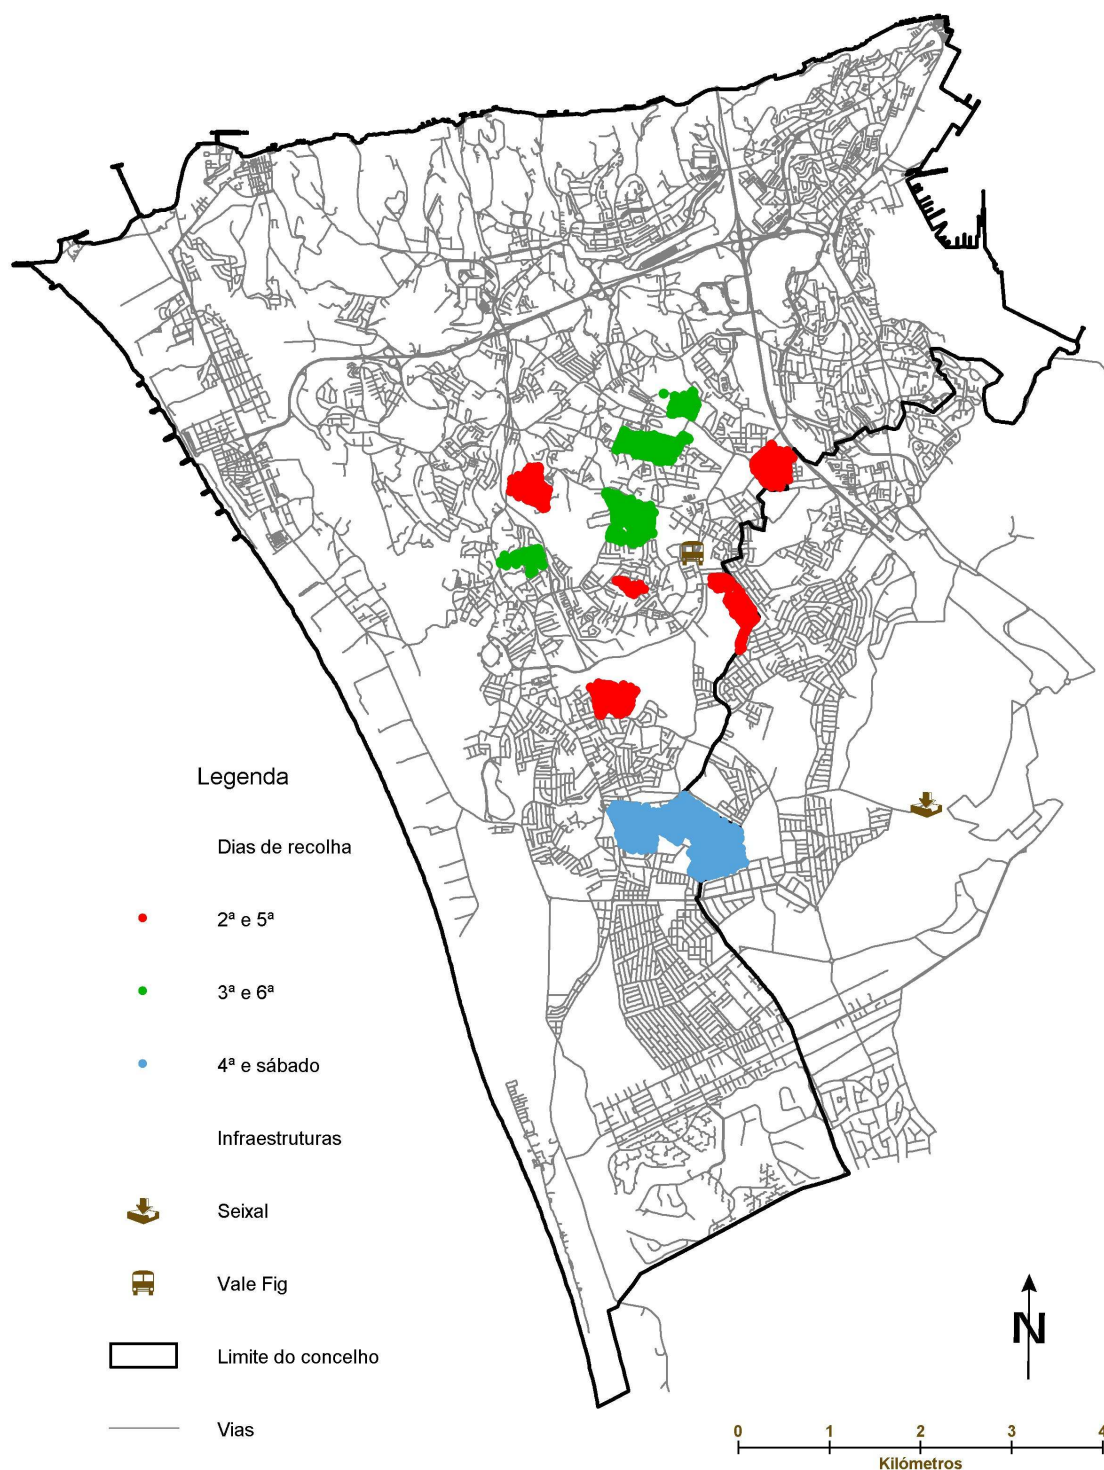 Legenda
Dias de recolha
2ª e 5ª
3ª e 6ª
4ª e sábado
Infraestruturas
Seixal
Vale Fig
Limite do concelho
Vias
N
0 1 2 3 4
Kilómetros